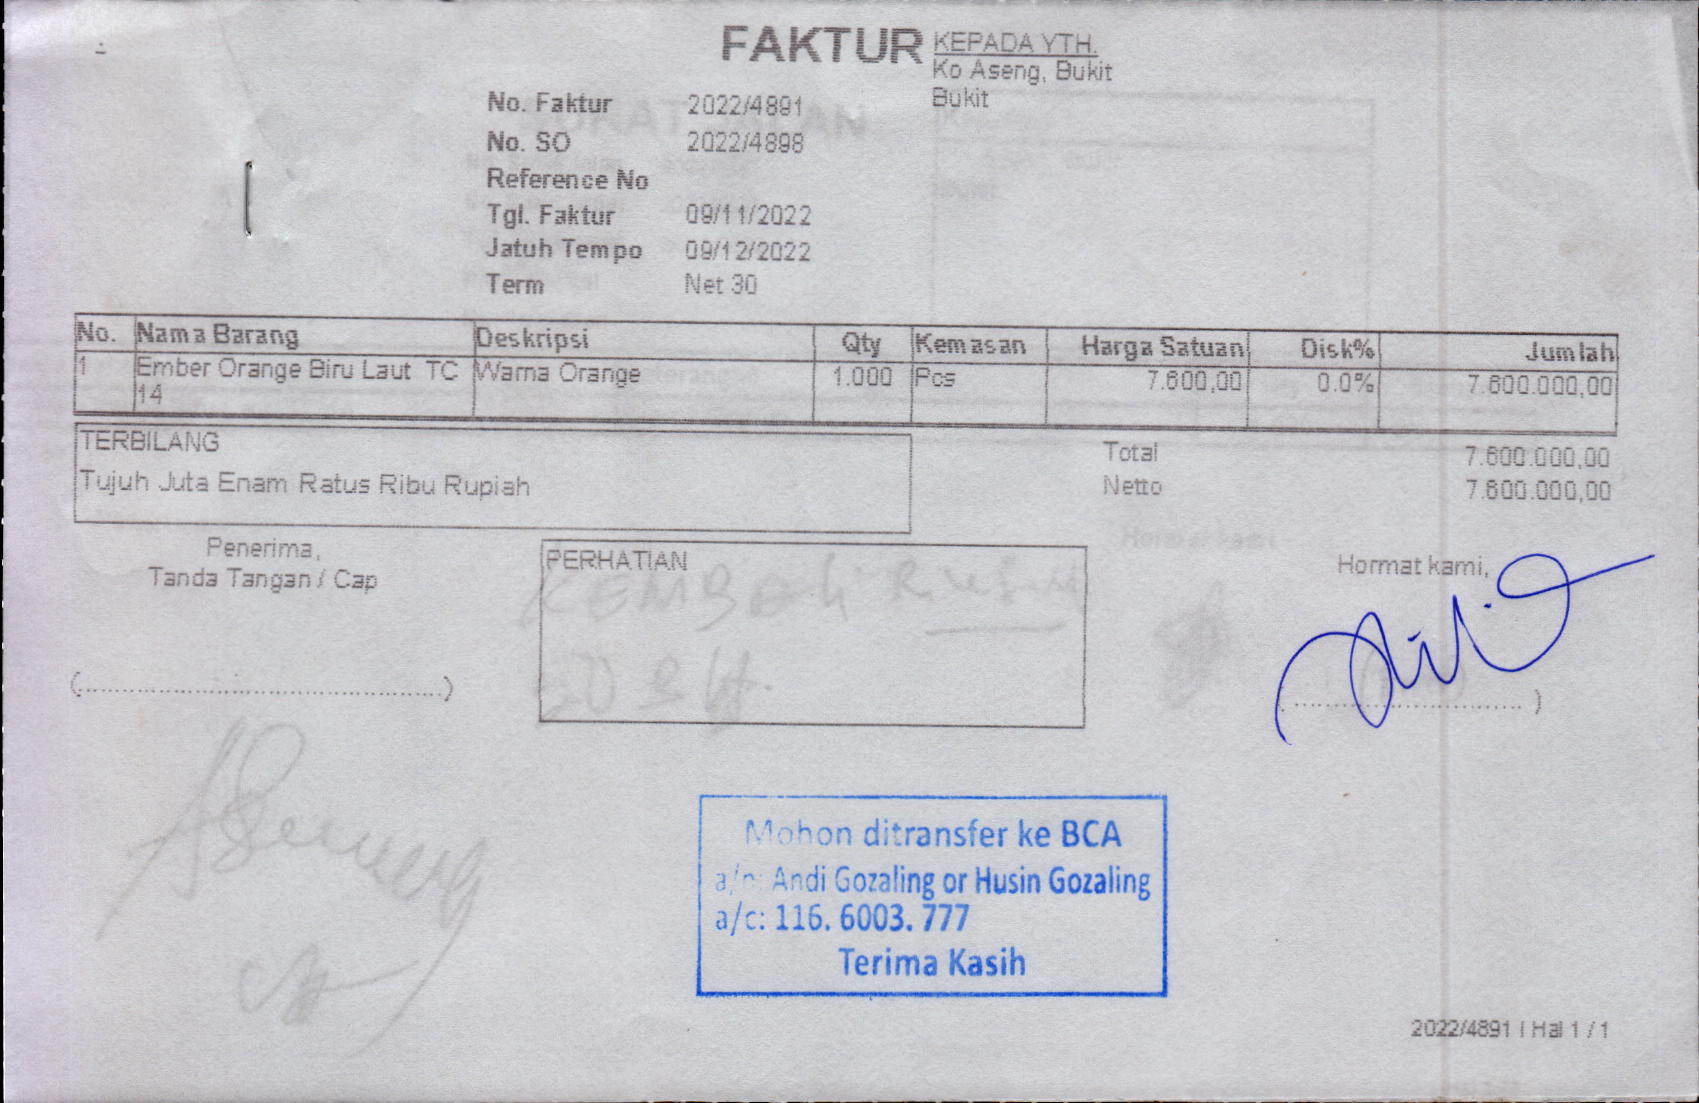 FAKTUR
KEPADA YTH.
Ko Aseng, Bukit
Bukit
No. Faktur 2022/4891
No. SO 2022/4898
Reference No
Tgl. Faktur 09/11/2022
Jatuh Tempo 09/12/2022
Term Net 30
No. Nama Barang Deskripsi Qty Kemasan Harga Satuan Disk% Jumlah
1 Ember Orange Biru Laut TC Warna Orange 1.000 Pcs 7.600,00 0.0% 7.600.000,00
14
TERBILANG
Tujuh Juta Enam Ratus Ribu Rupiah
Total 7.600.000,00
Netto 7.600.000,00
Penerima,
Tanda Tangan / Cap
PERHATIAN
Hormat kami,
Mohon ditransfer ke BCA
a/n: Andi Gozaling or Husin Gozaling
a/c: 116. 6003. 777
Terima Kasih
2022/4891 | Hal 1 / 1